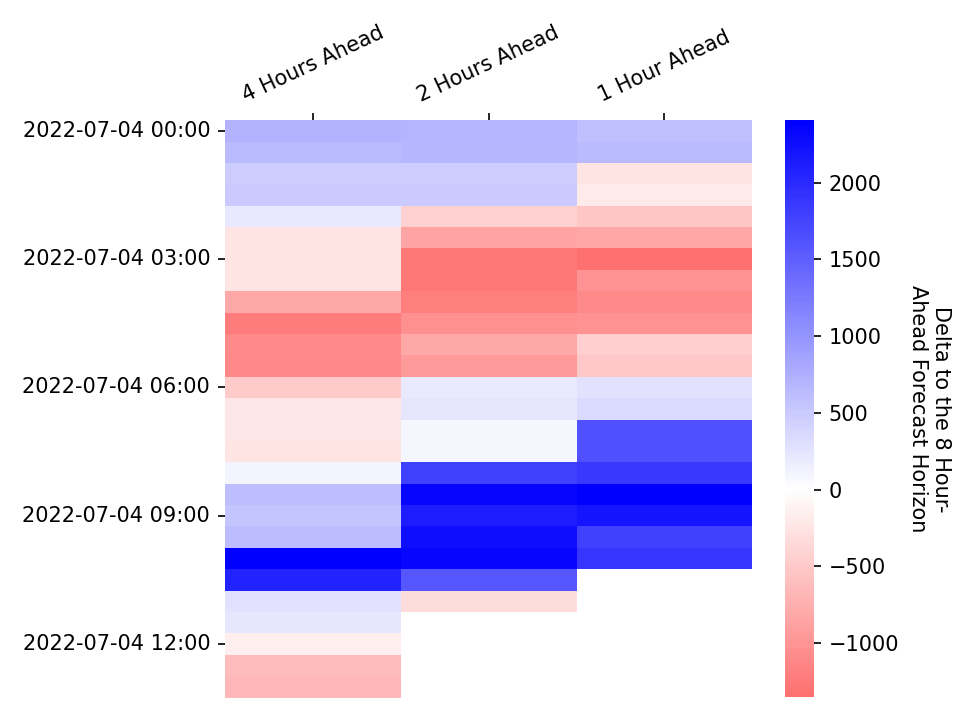 4 Hours Ahead
2 Hours Ahead
1 Hour Ahead
2022-07-04 00:00
2022-07-04 03:00
2022-07-04 06:00
2022-07-04 09:00
2022-07-04 12:00
2000
1500
1000
500
0
−500
−1000
Delta to the 8 Hour-
Ahead Forecast Horizon